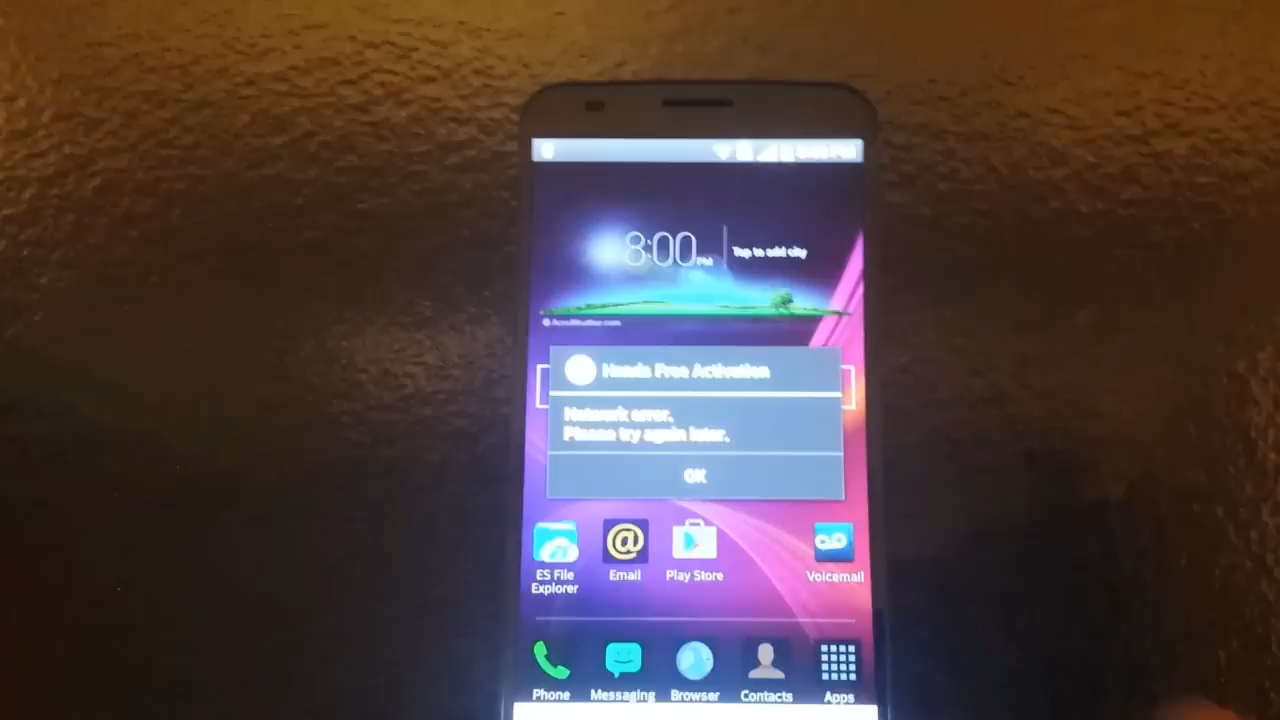 8:00 PM
Tap to add city
Hands Free Activation
Network error.
Please try again later.
OK
ES File
Explorer
Email
Play Store
Voicemail
Phone
Messaging
Browser
Contacts
Apps